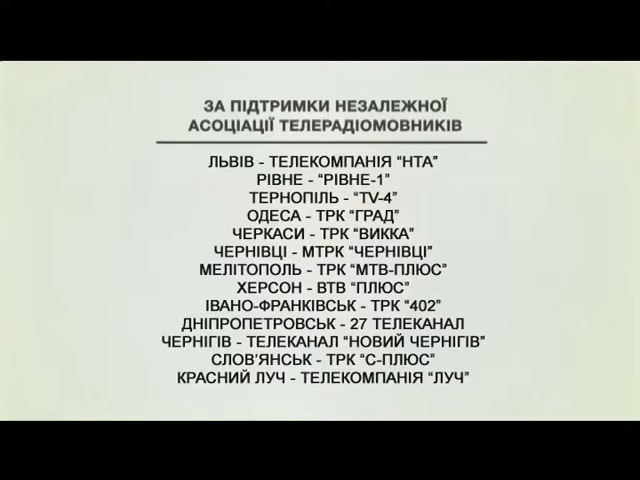 ЗА ПІДТРИМКИ НЕЗАЛЕЖНОЇ
АСОЦІАЦІЇ ТЕЛЕРАДІОМОВНИКІВ
ЛЬВІВ - ТЕЛЕКОМПАНІЯ “НТА”
РІВНЕ - “РІВНЕ-1”
ТЕРНОПІЛЬ - “TV-4”
ОДЕСА - ТРК “ГРАД”
ЧЕРКАСИ - ТРК “ВИККА”
ЧЕРНІВЦІ - МТРК “ЧЕРНІВЦІ”
МЕЛІТОПОЛЬ - ТРК “МТВ-ПЛЮС”
ХЕРСОН - ВТВ “ПЛЮС”
ІВАНО-ФРАНКІВСЬК - ТРК “402”
ДНІПРОПЕТРОВСЬК - 27 ТЕЛЕКАНАЛ
ЧЕРНІГІВ - ТЕЛЕКАНАЛ “НОВИЙ ЧЕРНІГІВ”
СЛОВ’ЯНСЬК - ТРК “С-ПЛЮС”
КРАСНИЙ ЛУЧ - ТЕЛЕКОМПАНІЯ “ЛУЧ”